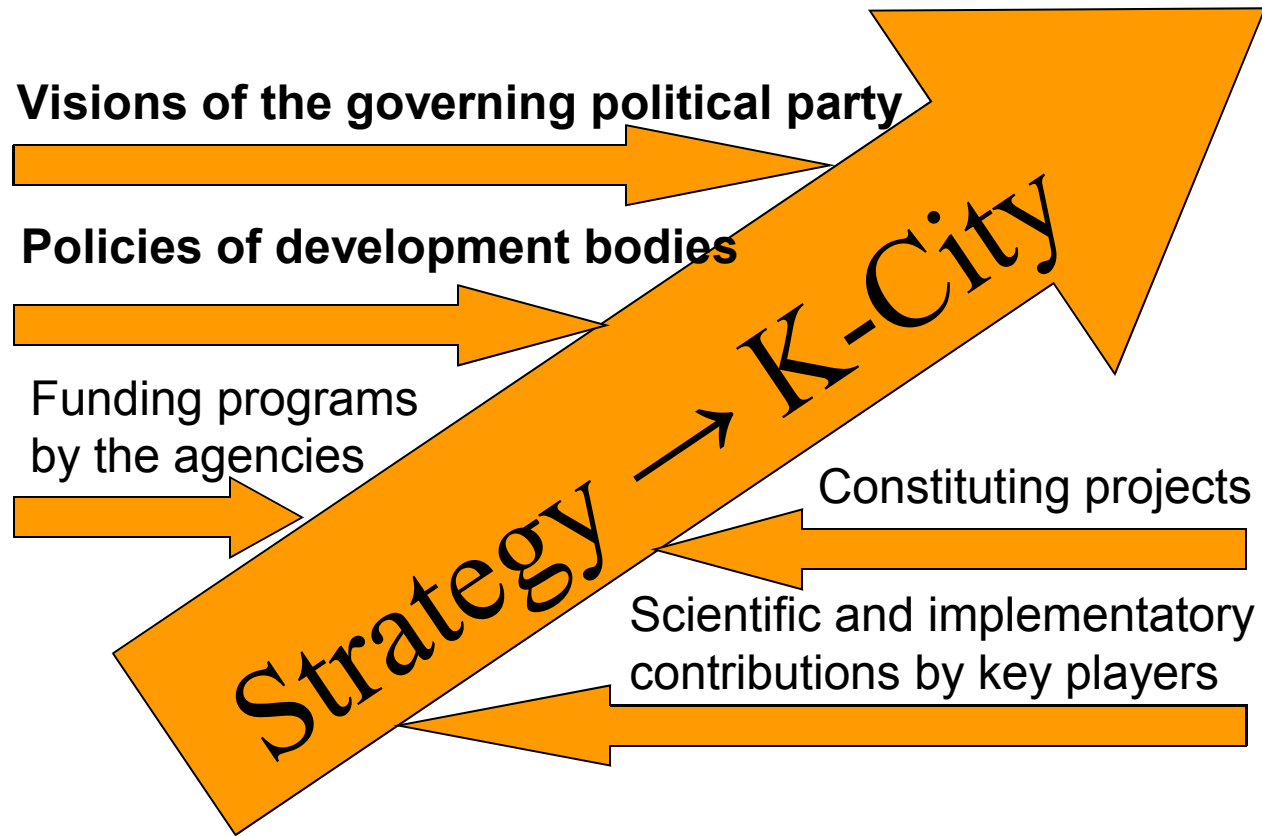 Visions of the governing political party
Policies of development bodies
Funding programs
by the agencies
Strategy → K-City
Constituting projects
Scientific and implementatory
contributions by key players